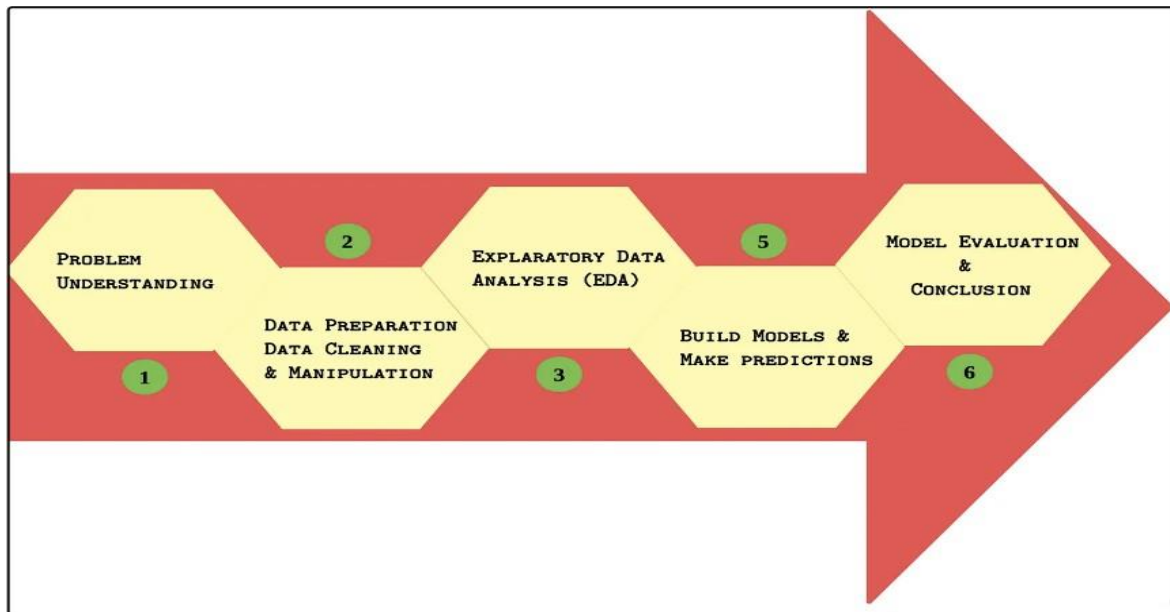 PROBLEM
UNDERSTANDING
1
2
DATA PREPARATION
DATA CLEANING
& MANIPULATION
EXPLARATORY DATA
ANALYSIS (EDA)
3
5
BUILD MODELS &
MAKE PREDICTIONS
MODEL EVALUATION
&
CONCLUSION
6